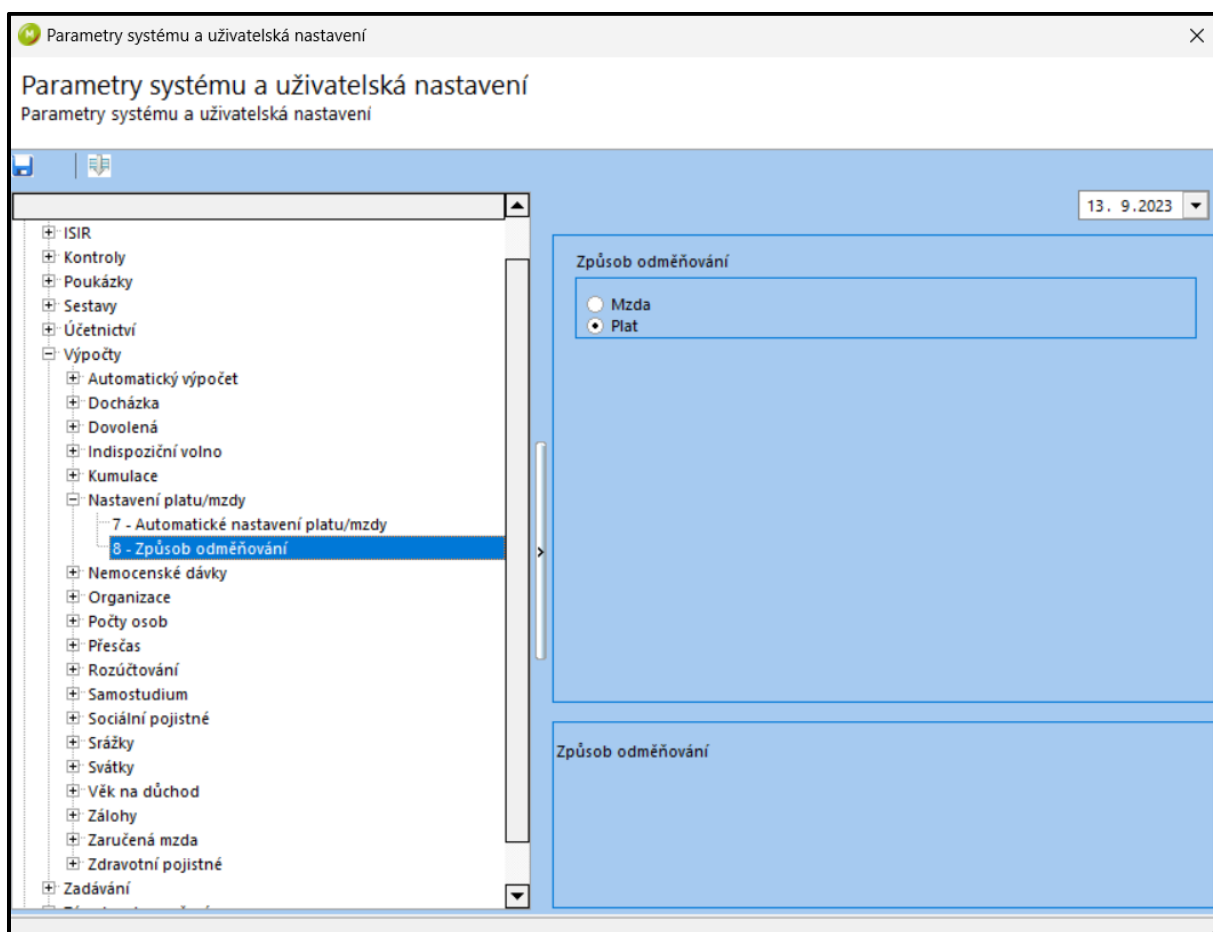 Parametry systému a uživatelská nastavení
Parametry systému a uživatelská nastavení
Parametry systému a uživatelská nastavení
13. 9.2023
ISIR
Kontroly
Poukázky
Sestavy
Účetnictví
Výpočty
Automatický výpočet
Docházka
Dovolená
Indispoziční volno
Kumulace
Nastavení platu/mzdy
7 - Automatické nastavení platu/mzdy
8 - Způsob odměňování
Nemocenské dávky
Organizace
Počty osob
Přesčas
Rozúčtování
Samostudium
Sociální pojistné
Srážky
Svátky
Věk na důchod
Zálohy
Zaručená mzda
Zdravotní pojistné
Zadávání
Způsob odměňování
Mzda
Plat
Způsob odměňování